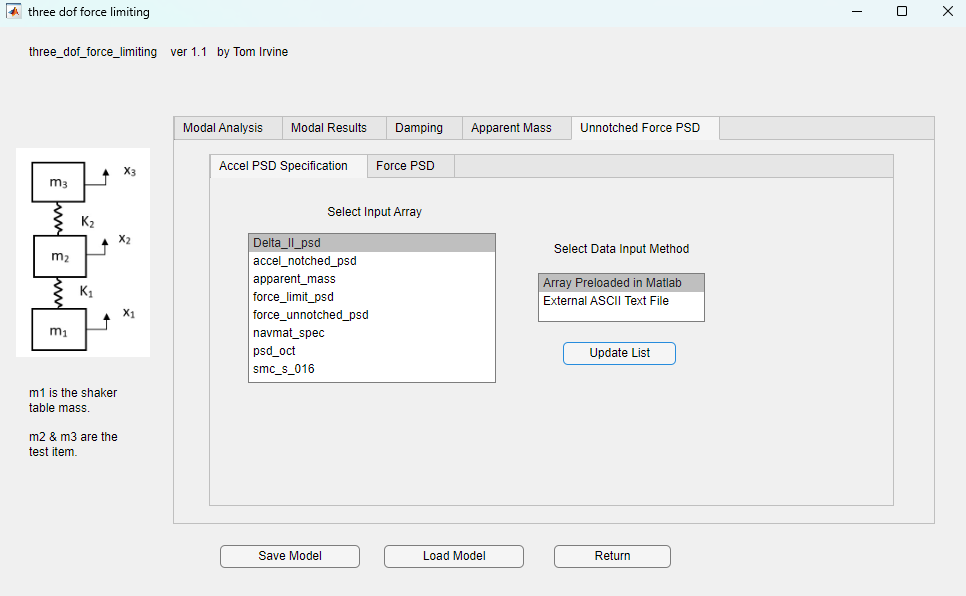 three dof force limiting
three_dof_force_limiting ver 1.1 by Tom Irvine
Modal Analysis
Modal Results
Damping
Apparent Mass
Unnotched Force PSD
Accel PSD Specification
Force PSD
m3
x3
K2
m2
x2
K1
m1
x1
m1 is the shaker
table mass.
m2 & m3 are the
test item.
Select Input Array
Delta_II_psd
accel_notched_psd
apparent_mass
force_limit_psd
force_unnotched_psd
navmat_spec
psd_oct
smc_s_016
Select Data Input Method
Array Preloaded in Matlab
External ASCII Text File
Update List
Save Model
Load Model
Return